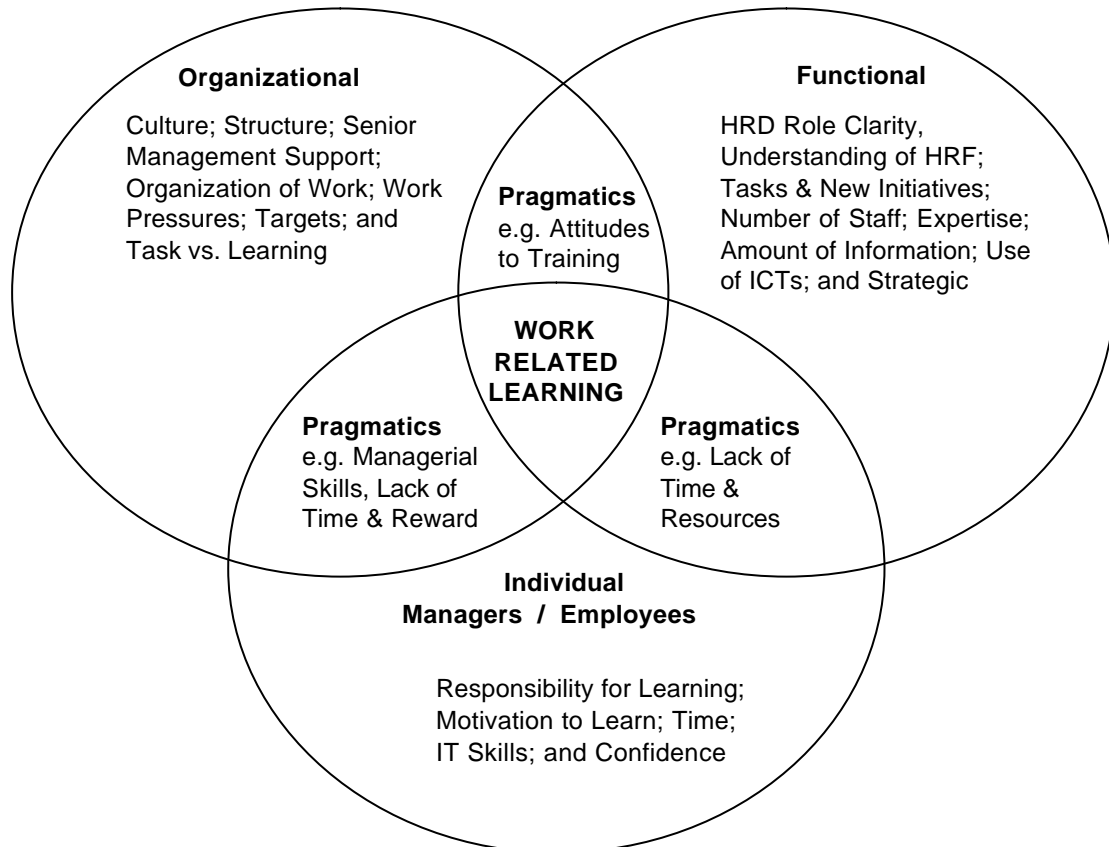 Organizational
Culture; Structure; Senior
Management Support;
Organization of Work; Work
Pressures; Targets; and
Task vs. Learning
Functional
HRD Role Clarity,
Understanding of HRF;
Tasks & New Initiatives;
Number of Staff; Expertise;
Amount of Information; Use
of ICTs; and Strategic
Pragmatics
e.g. Attitudes
to Training
WORK
RELATED
LEARNING
Pragmatics
e.g. Managerial
Skills, Lack of
Time & Reward
Pragmatics
e.g. Lack of
Time &
Resources
Individual
Managers / Employees
Responsibility for Learning;
Motivation to Learn; Time;
IT Skills; and Confidence